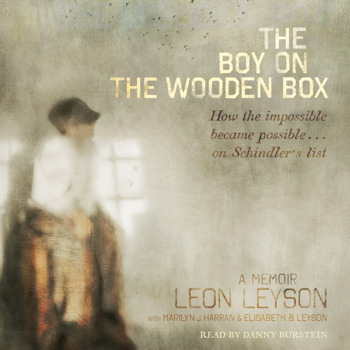 THE
BOY ON
THE WOODEN BOX
How the impossible
became possible...
on Schindler's list
A MEMOIR
LEON LEYSON
WITH MARILYN J. HARRAN & ELISABETH B. LEYSON
READ BY DANNY BURSTEIN